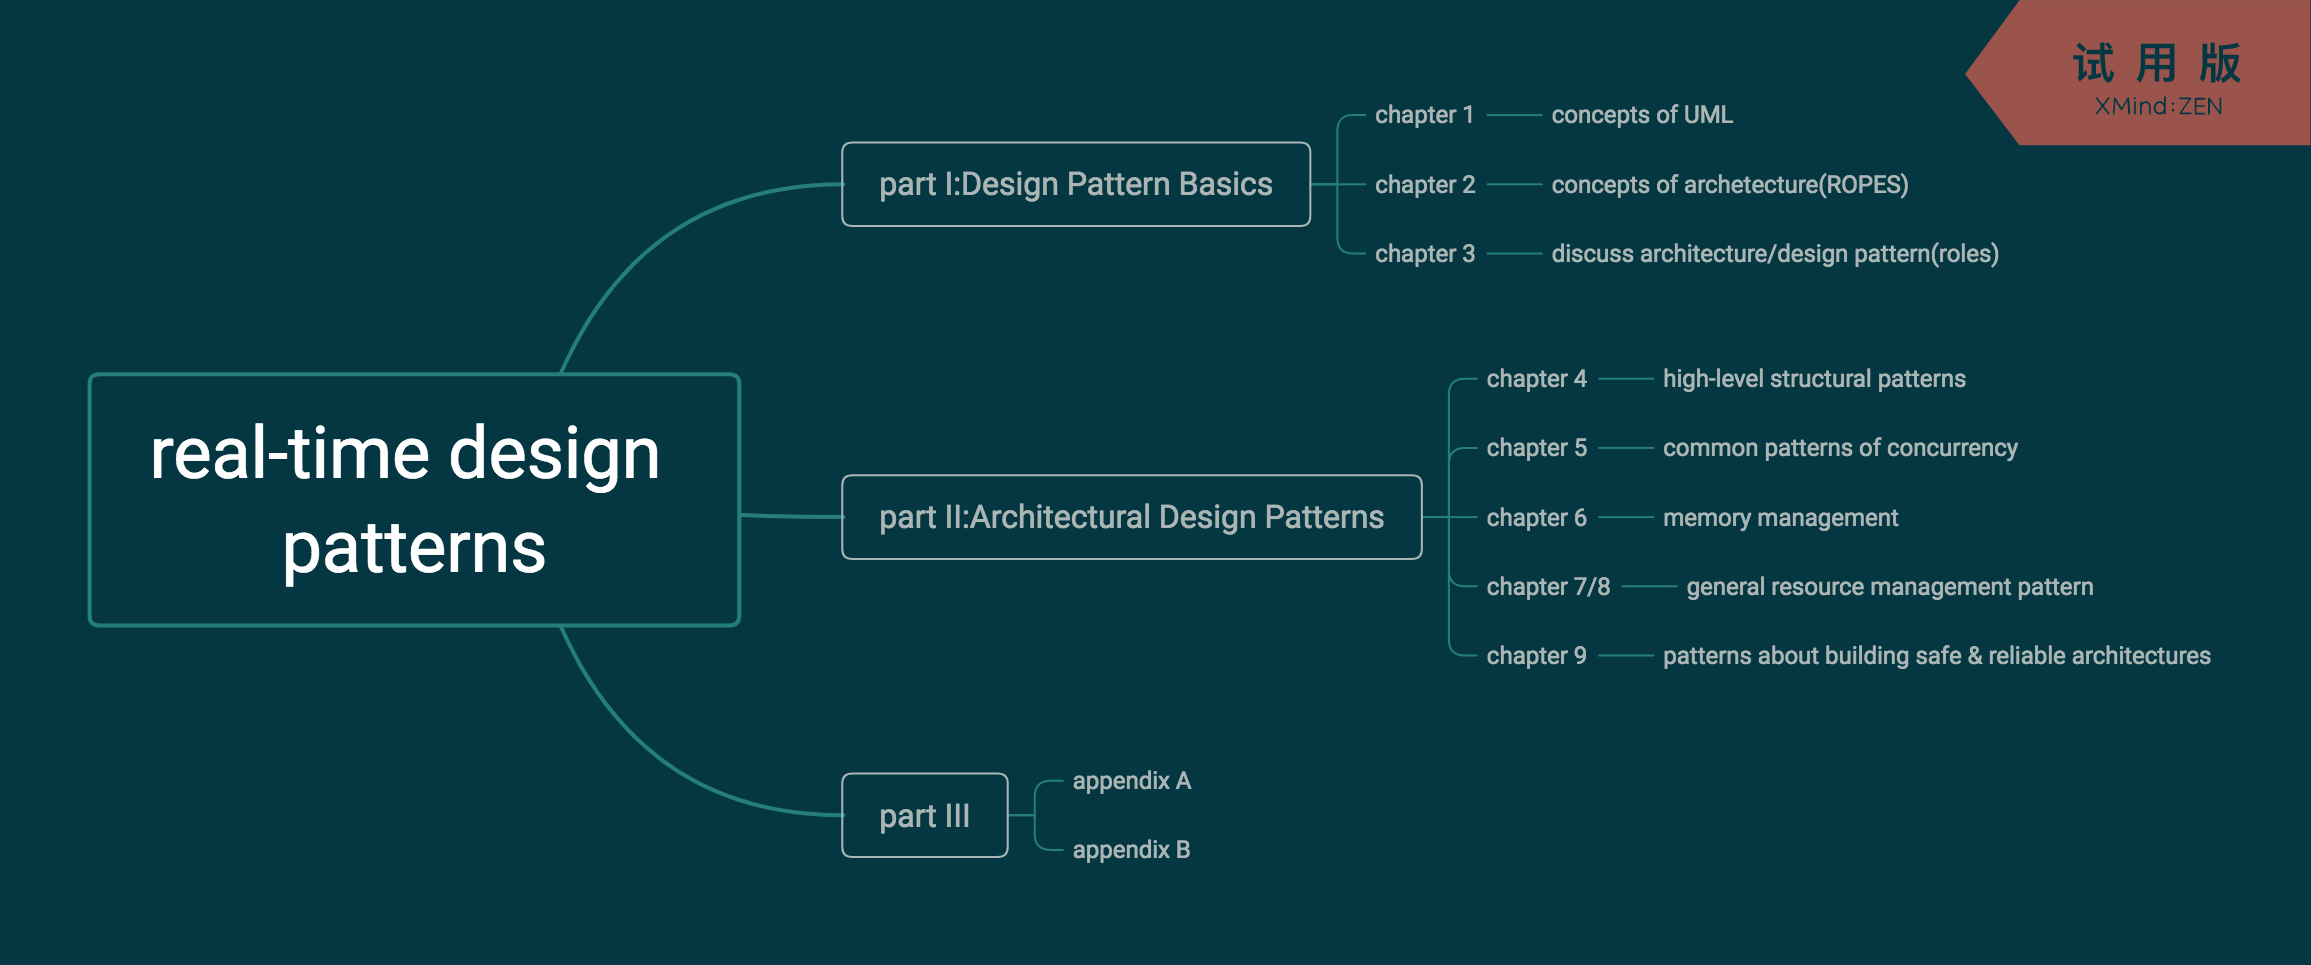 试用版
XMind:ZEN
real-time design
patterns
part I:Design Pattern Basics
chapter 1
concepts of UML
chapter 2
concepts of archetecture(ROPES)
chapter 3
discuss architecture/design pattern(roles)
part II:Architectural Design Patterns
chapter 4
high-level structural patterns
chapter 5
common patterns of concurrency
chapter 6
memory management
chapter 7/8
general resource management pattern
chapter 9
patterns about building safe & reliable architectures
part III
appendix A
appendix B